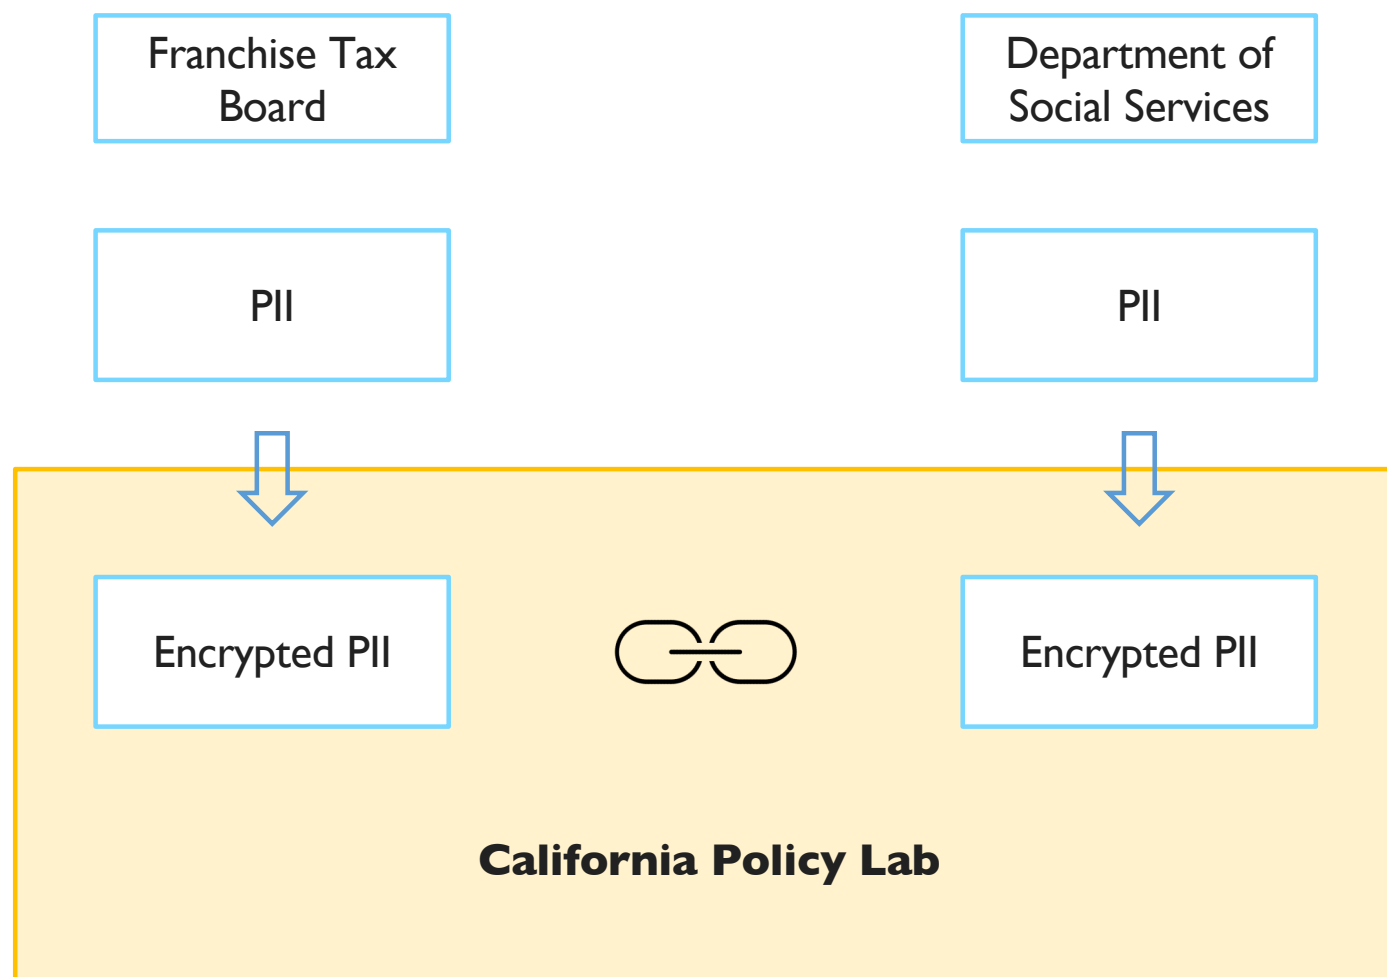 Franchise Tax
Board
Department of
Social Services
PII
PII
Encrypted PII
Encrypted PII
California Policy Lab